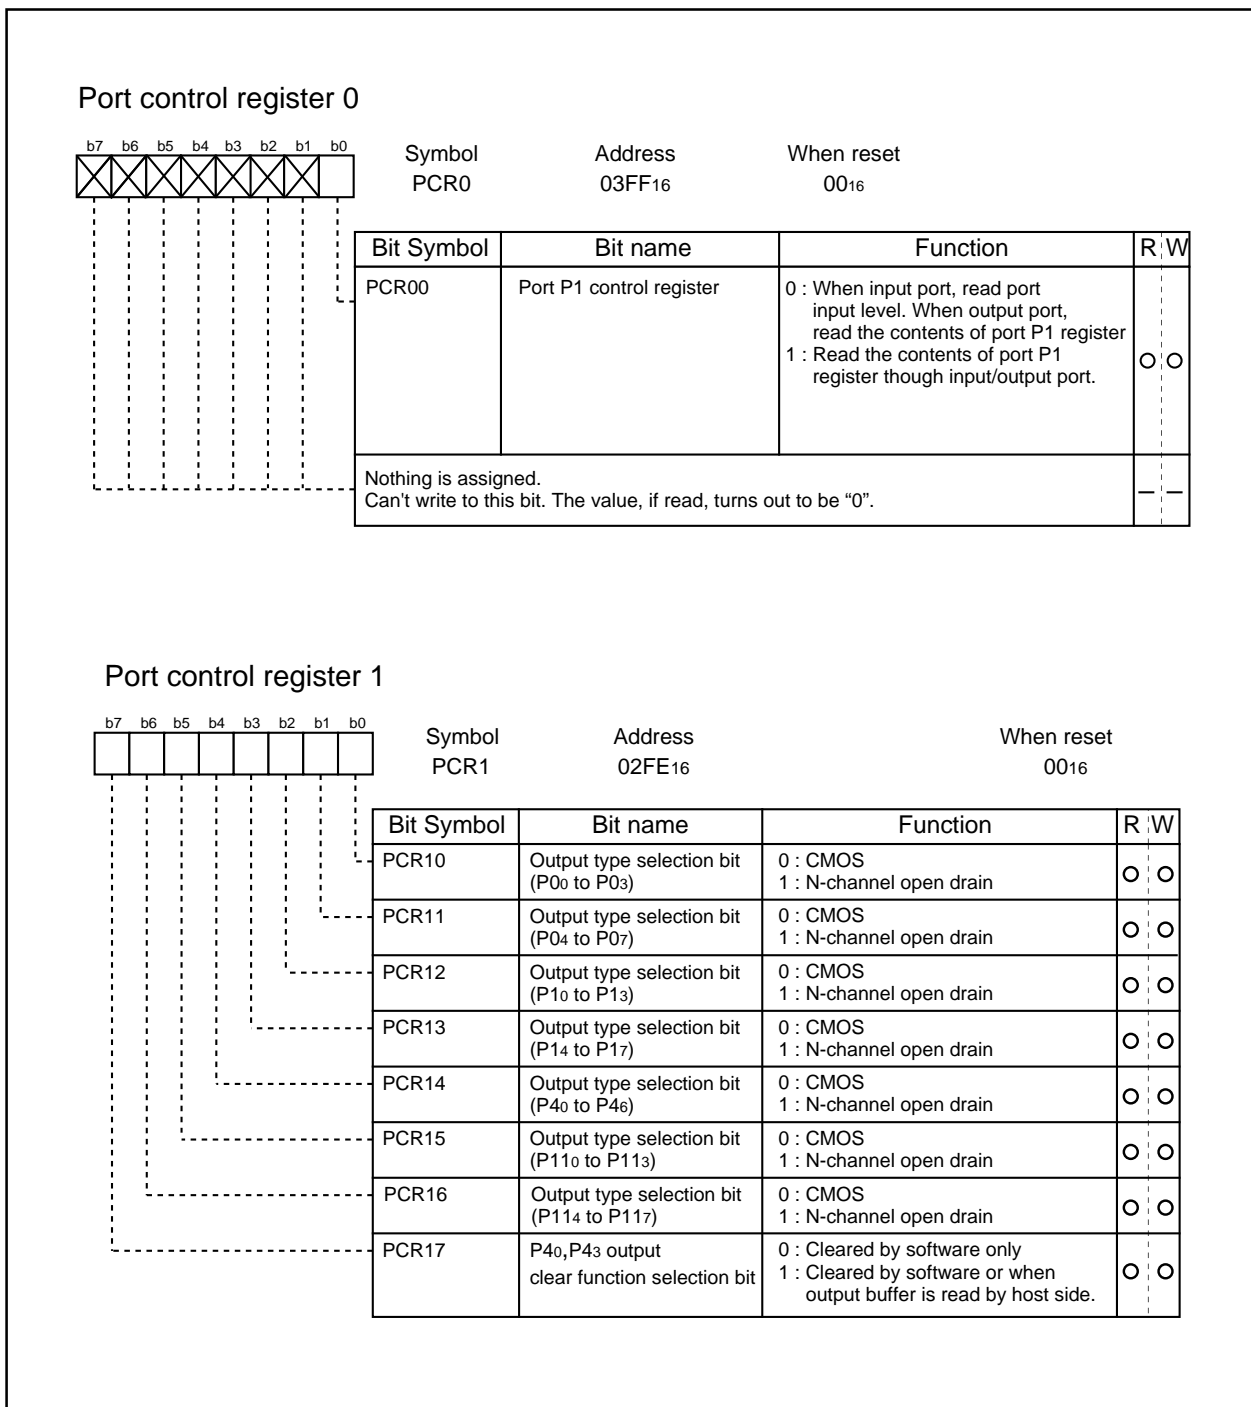 Port control register 0
b7 b6 b5 b4 b3 b2 b1 b0
Symbol Address When reset
PCR0 03FF16 0016
Bit Symbol Bit name Function R W
PCR00 Port P1 control register 0 : When input port, read port
input level. When output port,
read the contents of port P1 register
1 : Read the contents of port P1
register though input/output port.
Nothing is assigned.
Can't write to this bit. The value, if read, turns out to be “0”.
Port control register 1
b7 b6 b5 b4 b3 b2 b1 b0
Symbol Address When reset
PCR1 02FE16 0016
Bit Symbol Bit name Function R W
PCR10 Output type selection bit 0 : CMOS
(P00 to P03) 1 : N-channel open drain
PCR11 Output type selection bit 0 : CMOS
(P04 to P07) 1 : N-channel open drain
PCR12 Output type selection bit 0 : CMOS
(P10 to P13) 1 : N-channel open drain
PCR13 Output type selection bit 0 : CMOS
(P14 to P17) 1 : N-channel open drain
PCR14 Output type selection bit 0 : CMOS
(P40 to P46) 1 : N-channel open drain
PCR15 Output type selection bit 0 : CMOS
(P110 to P113) 1 : N-channel open drain
PCR16 Output type selection bit 0 : CMOS
(P114 to P117) 1 : N-channel open drain
PCR17 P40,P43 output 0 : Cleared by software only
clear function selection bit 1 : Cleared by software or when
output buffer is read by host side.